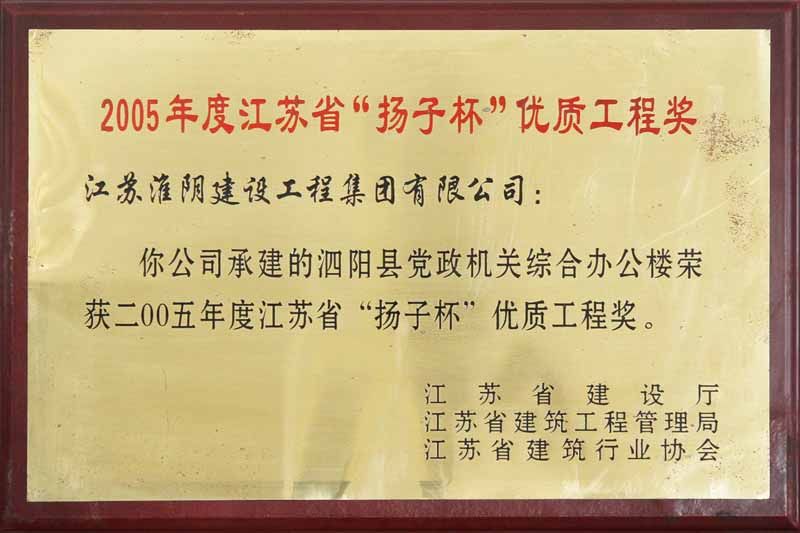 2005年度江苏省“扬子杯”优质工程奖
江苏淮阴建设工程集团有限公司：
你公司承建的泗阳县党政机关综合办公楼荣
获二00五年度江苏省“扬子杯”优质工程奖。
江苏省建设厅
江苏省建筑工程管理局
江苏省建筑行业协会